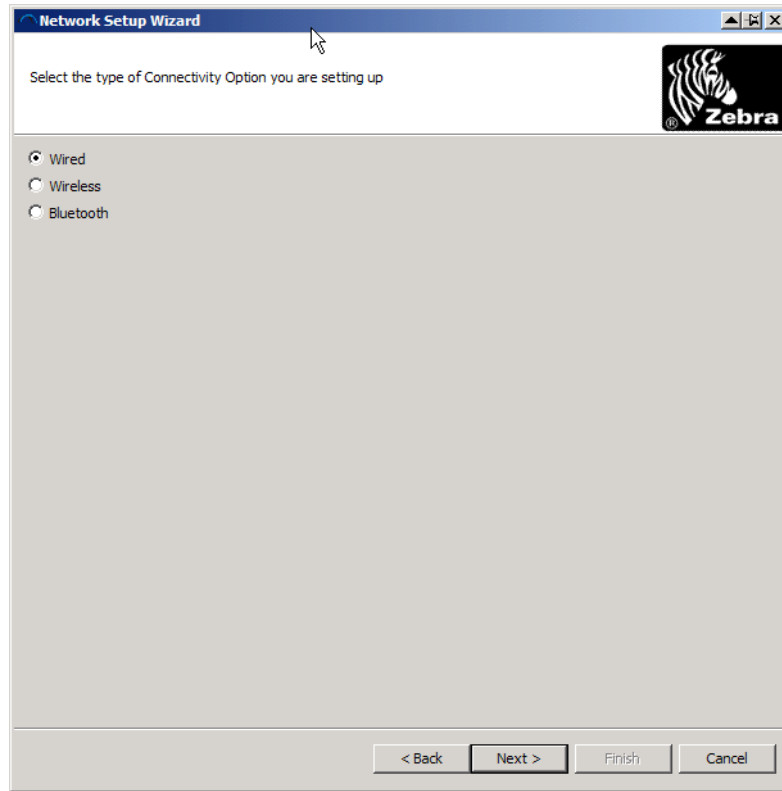 Network Setup Wizard
Select the type of Connectivity Option you are setting up
® Zebra
Wired
Wireless
Bluetooth
< Back Next > Finish Cancel